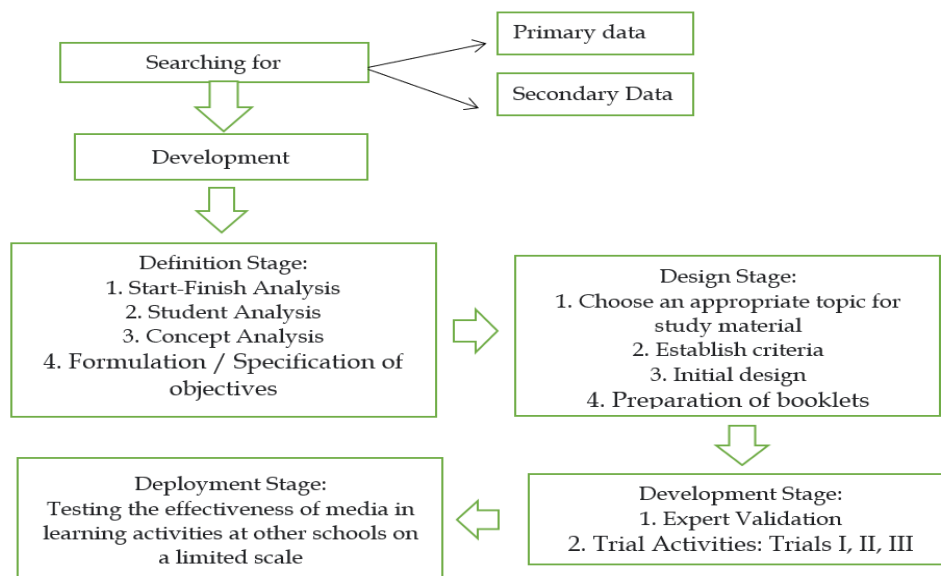 Primary data
Searching for
Secondary Data
Development
Definition Stage:
1. Start-Finish Analysis
2. Student Analysis
3. Concept Analysis
4. Formulation / Specification of
objectives
Design Stage:
1. Choose an appropriate topic for
study material
2. Establish criteria
3. Initial design
4. Preparation of booklets
Development Stage:
1. Expert Validation
2. Trial Activities: Trials I, II, III
Deployment Stage:
Testing the effectiveness of media in
learning activities at other schools on
a limited scale